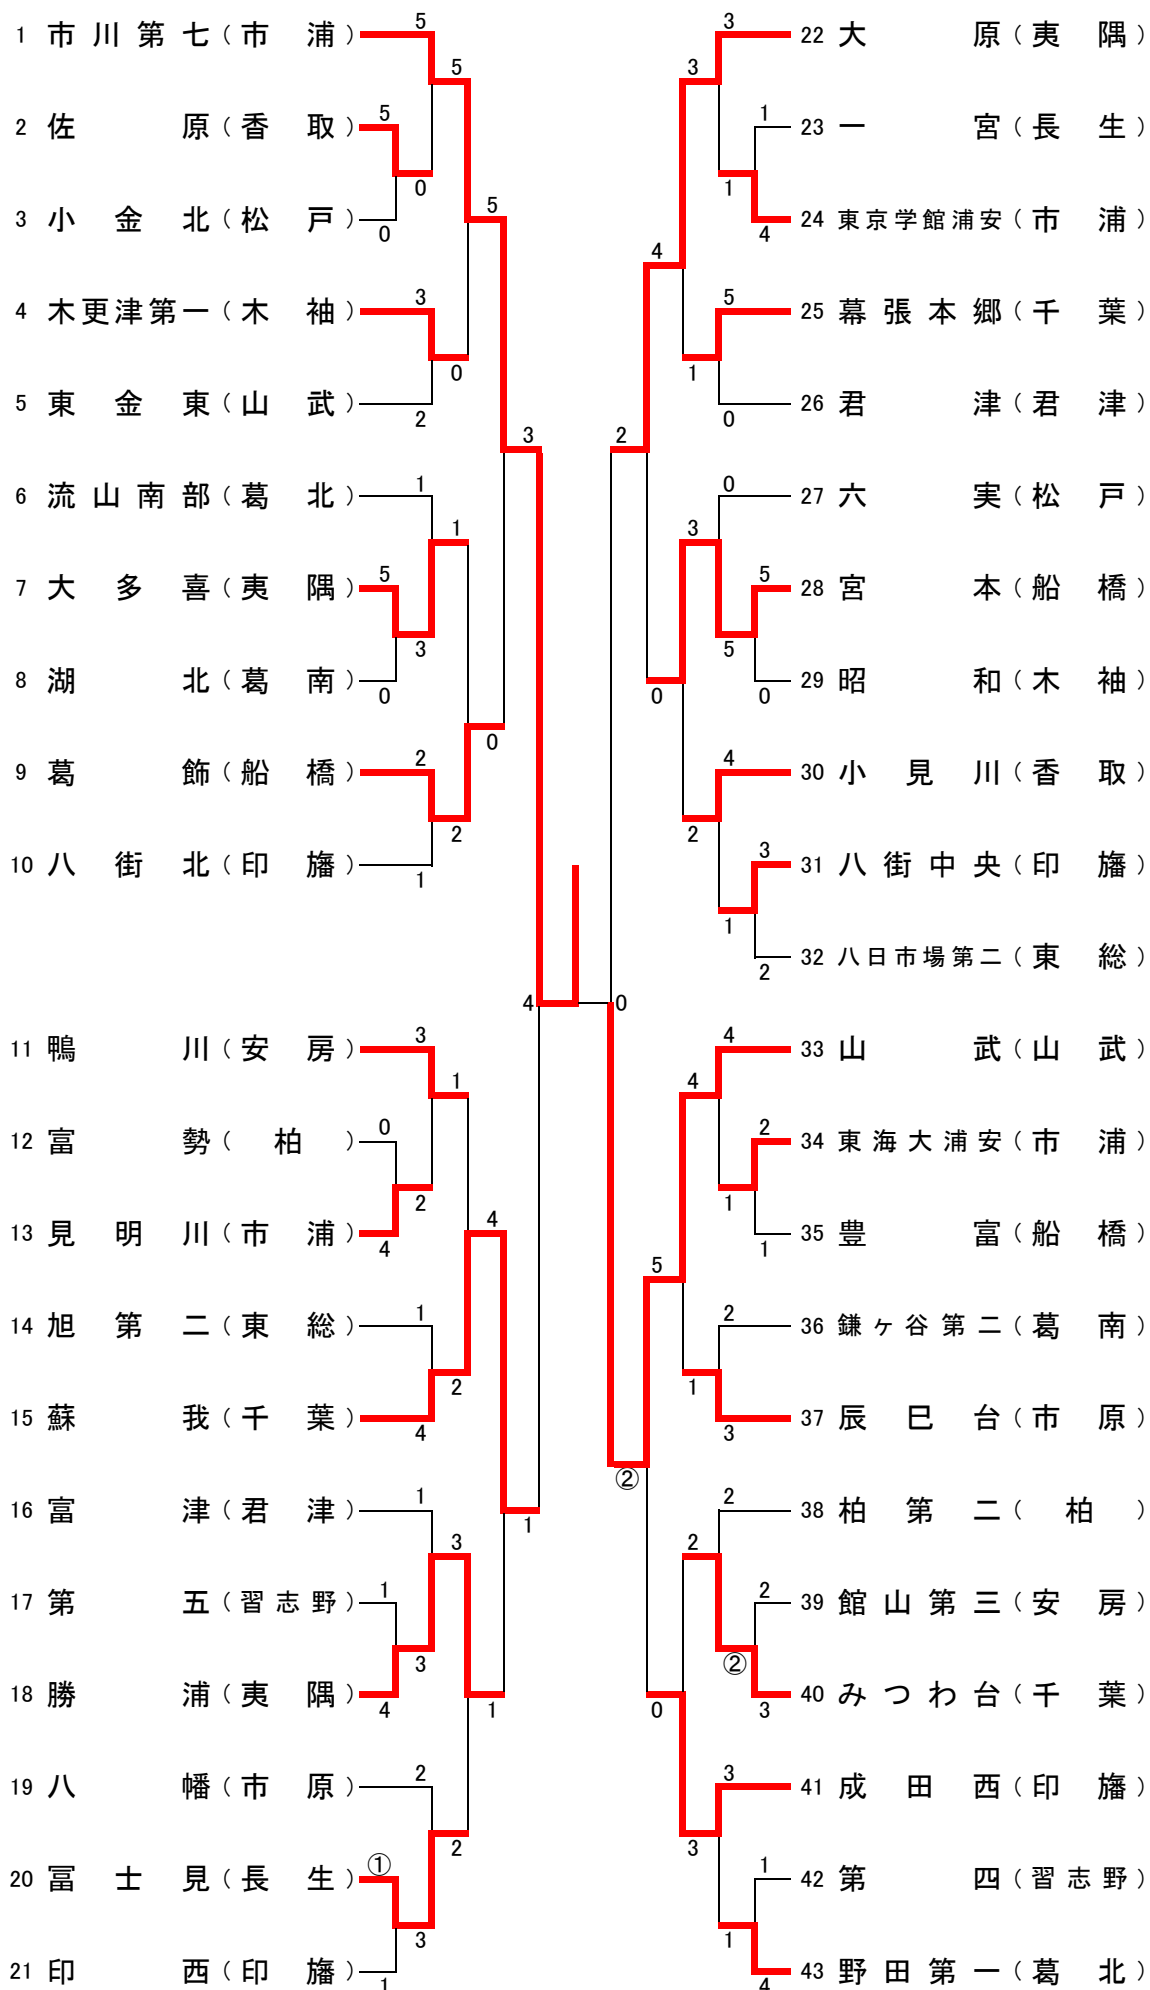 1 市川第七（市浦）
2 佐原（香取）
3 小金北（松戸）
4 木更津第一（木袖）
5 東金東（山武）
6 流山南部（葛北）
7 大多喜（夷隅）
8 湖北（葛南）
9 葛飾（船橋）
10 八街北（印旛）
11 鴨川（安房）
12 富勢（柏）
13 見明川（市浦）
14 旭第二（東総）
15 蘇我（千葉）
16 富津（君津）
17 第五（習志野）
18 勝浦（夷隅）
19 八幡（市原）
20 冨士見（長生）
21 印西（印旛）
5
5
0
0
3
2
1
5
0
2
1
3
0
4
1
4
1
1
4
2
①
1
5
0
1
3
2
1
2
2
3
3
2
5
0
4
1
3
1
4
0
2
②
4
0
5
0
3
1
3
2
4
1
2
3
1
1
5
2
1
2
②
3
1
3
1
4
5
0
0
5
0
4
3
2
4
2
1
2
3
2
2
3
3
1
4
22 大原（夷隅）
23 一宮（長生）
24 東京学館浦安（市浦）
25 幕張本郷（千葉）
26 君津（君津）
27 六実（松戸）
28 宮本（船橋）
29 昭和（木袖）
30 小見川（香取）
31 八街中央（印旛）
32 八日市場第二（東総）
33 山武（山武）
34 東海大浦安（市浦）
35 豊富（船橋）
36 鎌ヶ谷第二（葛南）
37 辰巳台（市原）
38 柏第二（柏）
39 館山第三（安房）
40 みつわ台（千葉）
41 成田西（印旛）
42 第四（習志野）
43 野田第一（葛北）